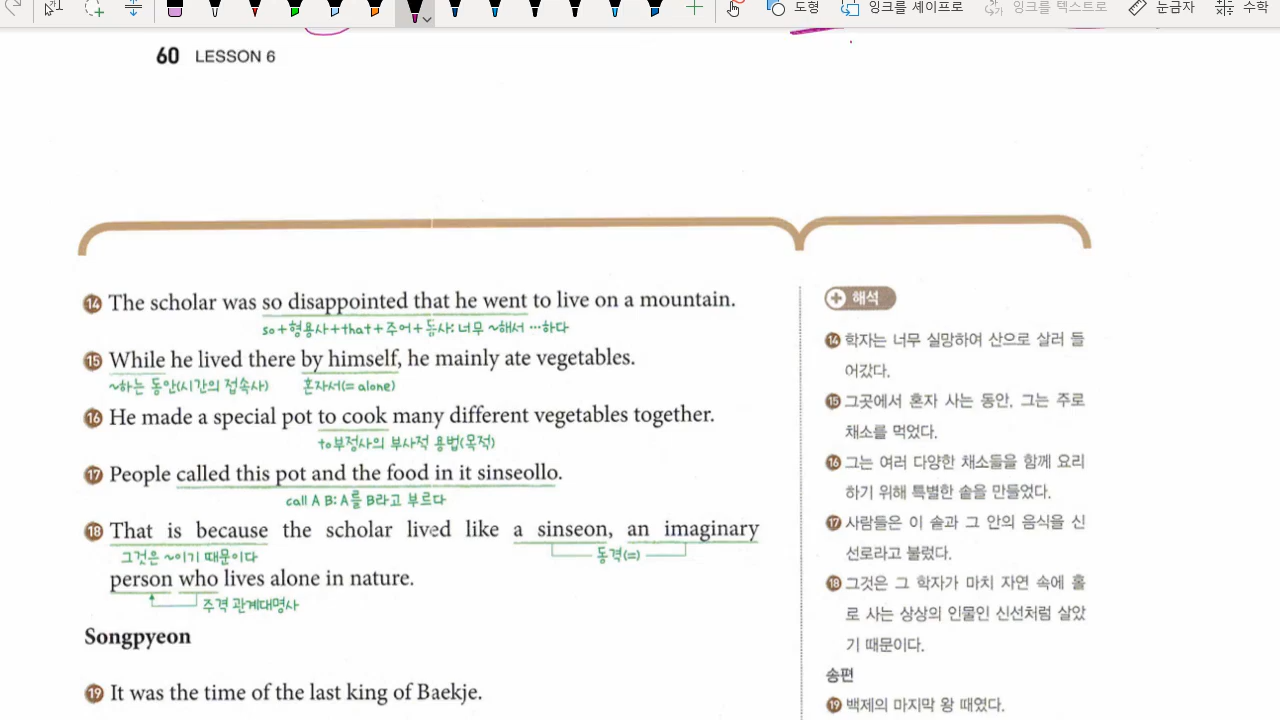 도형 잉크를 셰이프로 잉크를 텍스트로 눈금자 수학
60 LESSON 6
⑭ The scholar was so disappointed that he went to live on a mountain.
so+형용사+that+주어+동사: 너무 ~해서 …하다
⑮ While he lived there by himself, he mainly ate vegetables.
~하는 동안(시간의 접속사) 혼자서(= alone)
⑯ He made a special pot to cook many different vegetables together.
to부정사의 부사적 용법(목적)
⑰ People called this pot and the food in it sinseollo.
call A B: A를 B라고 부르다
⑱ That is because the scholar lived like a sinseon, an imaginary
그것은 ~이기 때문이다 동격(=)
person who lives alone in nature.
주격 관계대명사
Songpyeon
⑲ It was the time of the last king of Baekje.
해석
⑭ 학자는 너무 실망하여 산으로 살러 들
어갔다.
⑮ 그곳에서 혼자 사는 동안, 그는 주로
채소를 먹었다.
⑯ 그는 여러 다양한 채소들을 함께 요리
하기 위해 특별한 솥을 만들었다.
⑰ 사람들은 이 솥과 그 안의 음식을 신
선로라고 불렀다.
⑱ 그것은 그 학자가 마치 자연 속에 홀
로 사는 상상의 인물인 신선처럼 살았
기 때문이다.
송편
⑲ 백제의 마지막 왕 때였다.